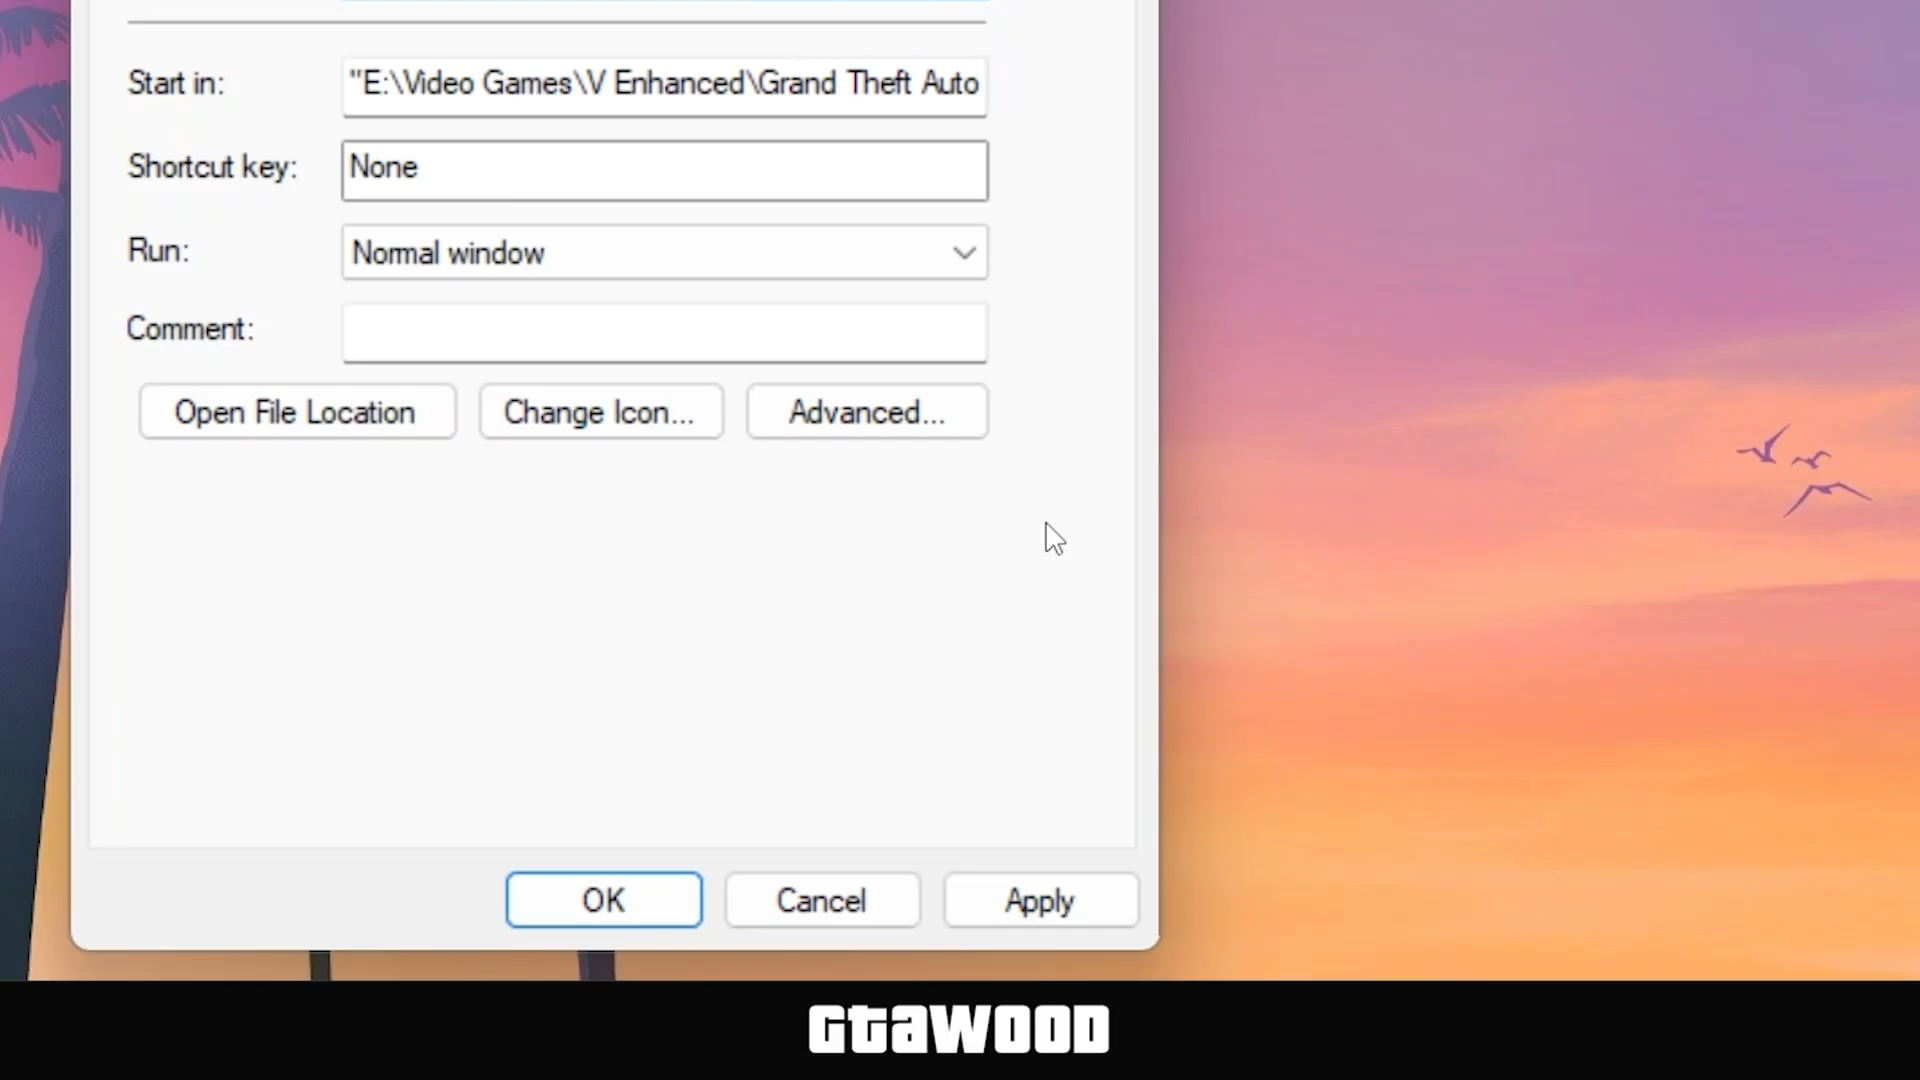 Start in: "E:\Video Games\V Enhanced\Grand Theft Auto
Shortcut key: None
Run: Normal window
Comment:
Open File Location Change Icon... Advanced...
OK Cancel Apply
GTAWOOD